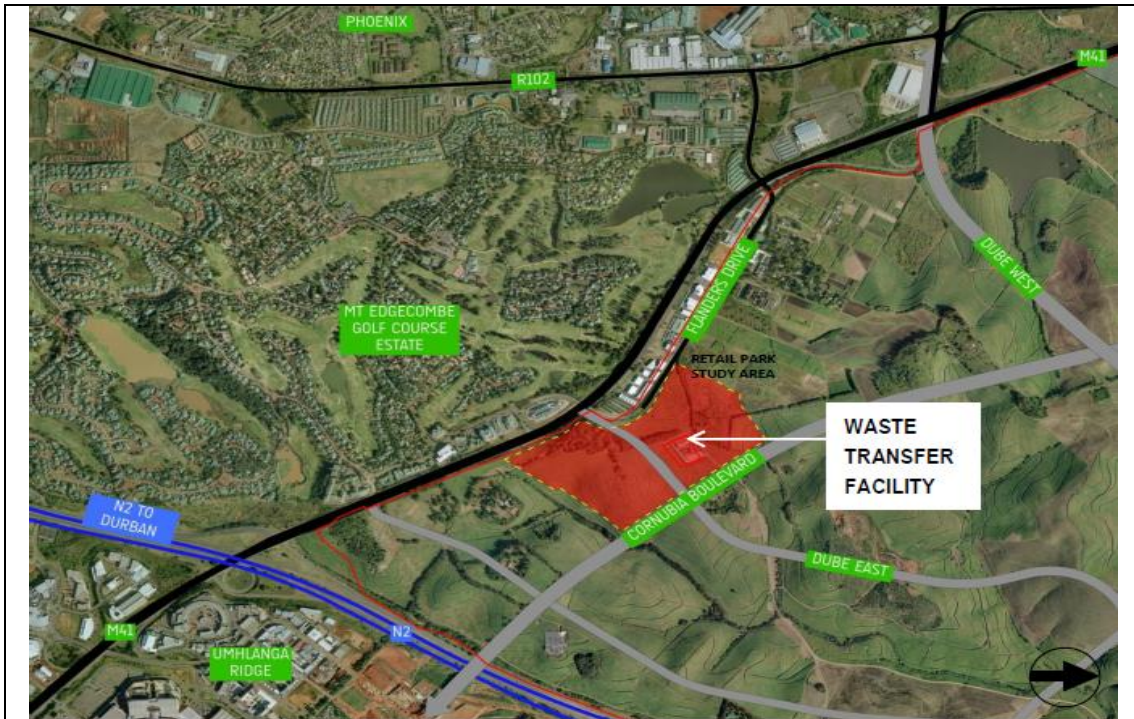 PHOENIX
M41
R102
DUBE WEST
FLANDERS DRIVE
MT EDGECOMBE
GOLF COURSE
ESTATE
RETAIL PARK
STUDY AREA
WASTE
TRANSFER
FACILITY
CORNUBIA BOULEVARD
N2 TO
DURBAN
DUBE EAST
M41
N2
UMHLANGA
RIDGE